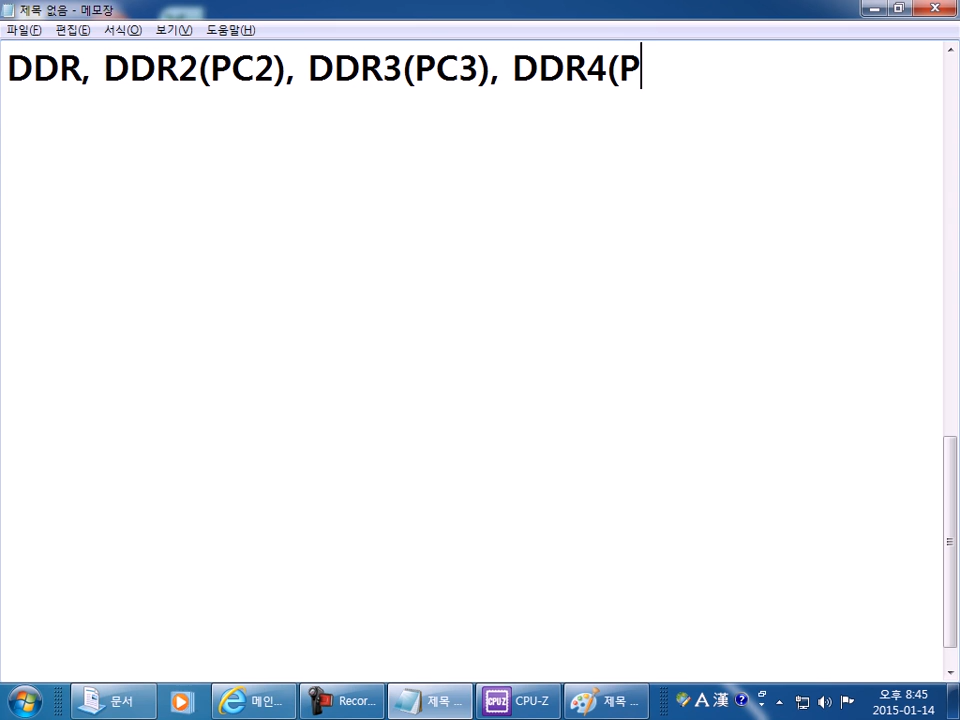 제목 없음 - 메모장
파일(F) 편집(E) 서식(O) 보기(V) 도움말(H)
DDR, DDR2(PC2), DDR3(PC3), DDR4(P
문서 메인... Recor... 제목 ... CPU-Z 제목 ... A 漢 오후 8:45
2015-01-14